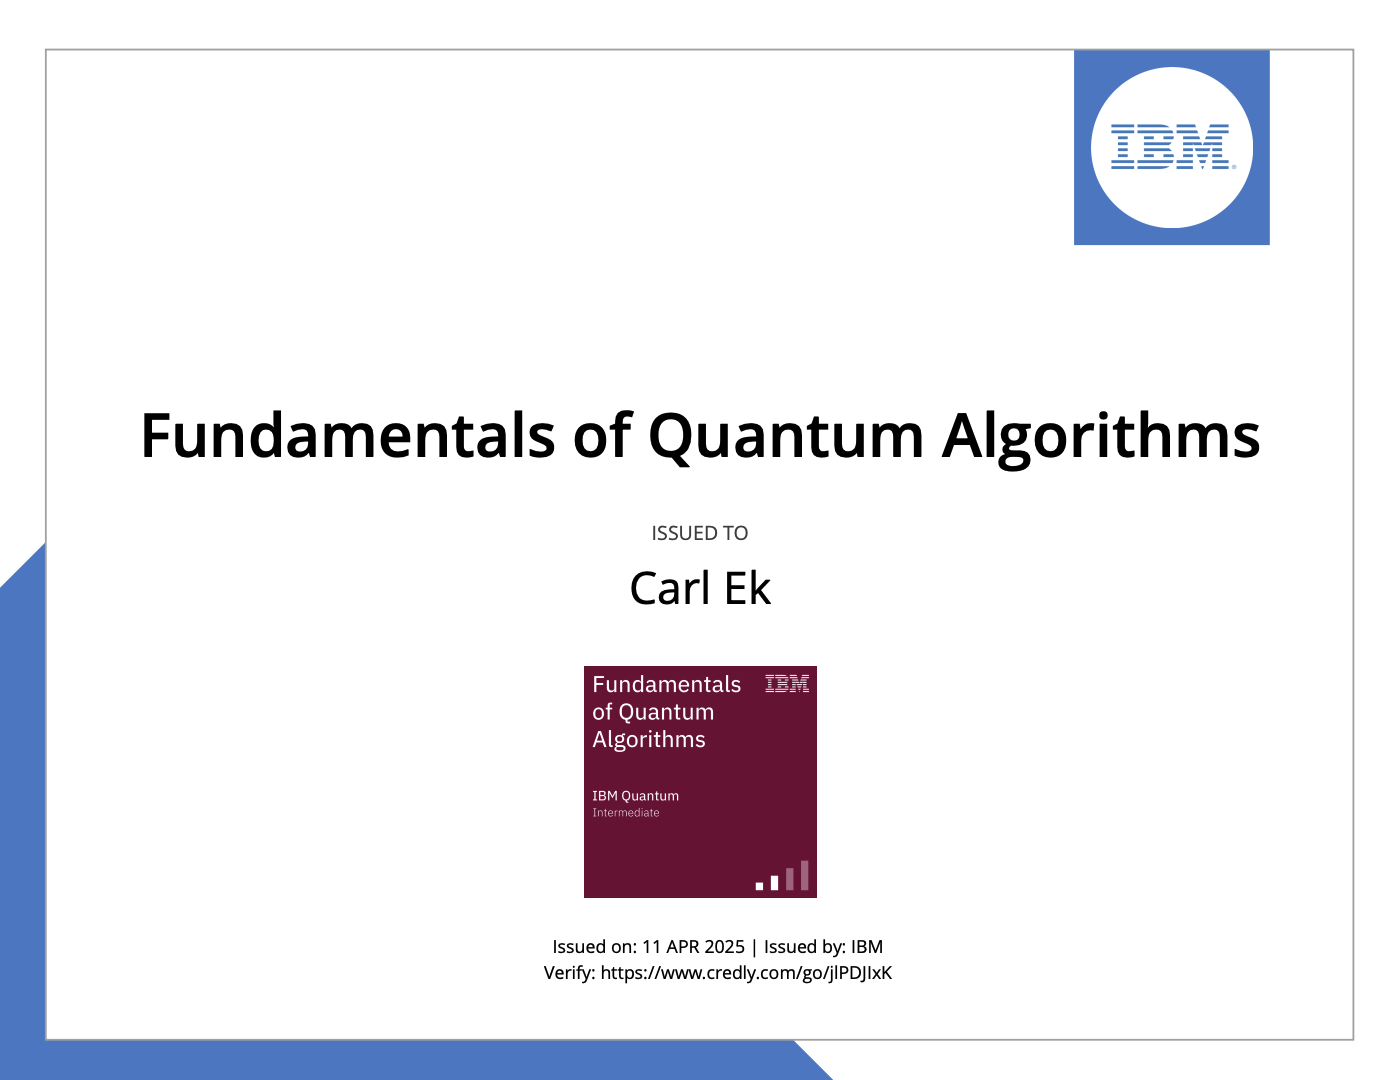 IBM
Fundamentals of Quantum Algorithms
ISSUED TO
Carl Ek
Fundamentals IBM
of Quantum
Algorithms
IBM Quantum
Intermediate
Issued on: 11 APR 2025 | Issued by: IBM
Verify: https://www.credly.com/go/jlPDJIxK